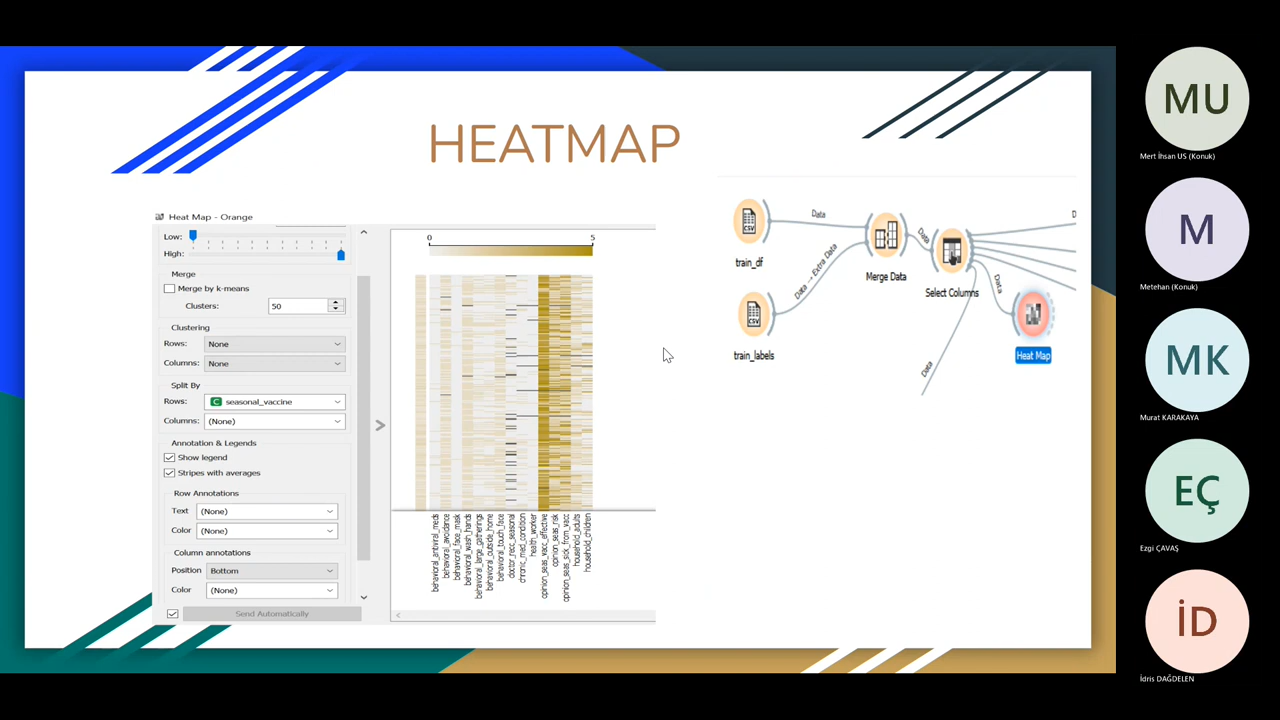 HEATMAP
Heat Map - Orange
Low:
High:
Merge
Merge by k-means
Clusters: 50
Clustering
Rows: None
Columns: None
Split By
Rows: C seasonal_vaccine
Columns: (None)
Annotation & Legends
Show legend
Stripes with averages
Row Annotations
Text (None)
Color (None)
Column annotations
Position Bottom
Color (None)
Send Automatically
0 5
behavioral_antiviral_meds
behavioral_avoidance
behavioral_face_mask
behavioral_wash_hands
behavioral_large_gatherings
behavioral_outside_home
behavioral_touch_face
doctor_recc_seasonal
chronic_med_condition
health_worker
opinion_seas_vacc_effective
opinion_seas_risk
opinion_seas_sick_from_vacc
household_adults
household_children
CSV
train_df
Data
CSV
train_labels
Data → Extra Data
Merge Data
Data
Select Columns
Data
Data
D
Heat Map
MU
Mert İhsan US (Konuk)
M
Metehan (Konuk)
MK
Murat KARAKAYA
EÇ
Ezgi ÇAVAŞ
İD
İdris DAĞDELEN